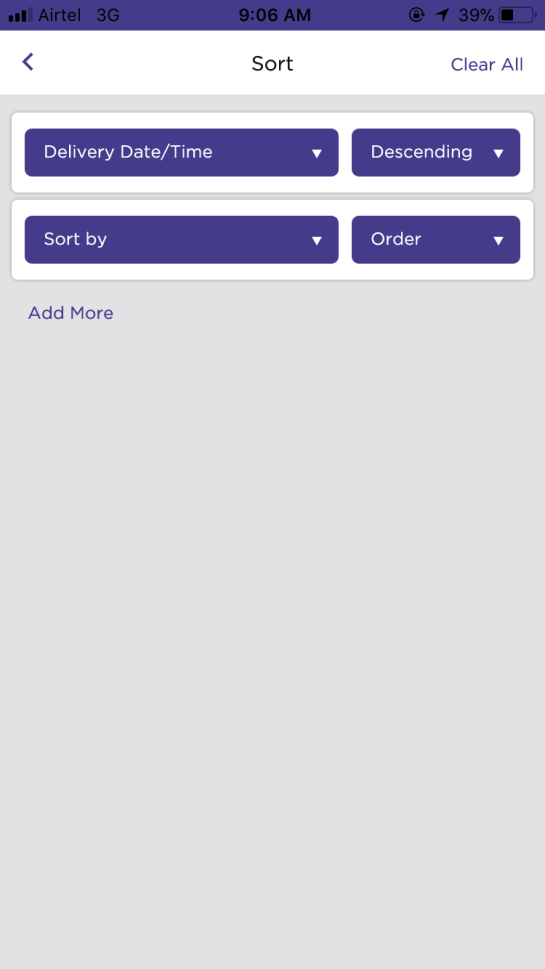 Airtel 3G 9:06 AM 39%
Sort Clear All
Delivery Date/Time Descending
Sort by Order
Add More